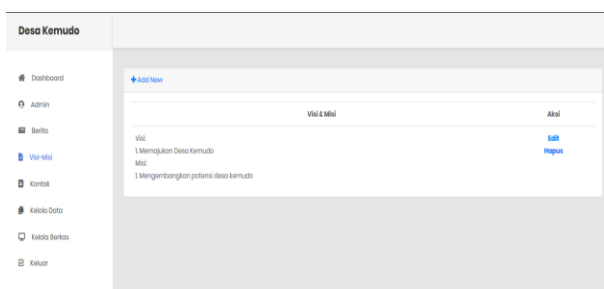 Desa Kemudo
Dashboard
Admin
Berita
Visi-Misi
Kontak
Kelola Data
Kelola Berkas
Keluar
+ Add New
Visi & Misi Aksi
Visi: Edit
1. Memajukan Desa Kemudo Hapus
Misi:
1. Mengembangkan potensi desa kemudo